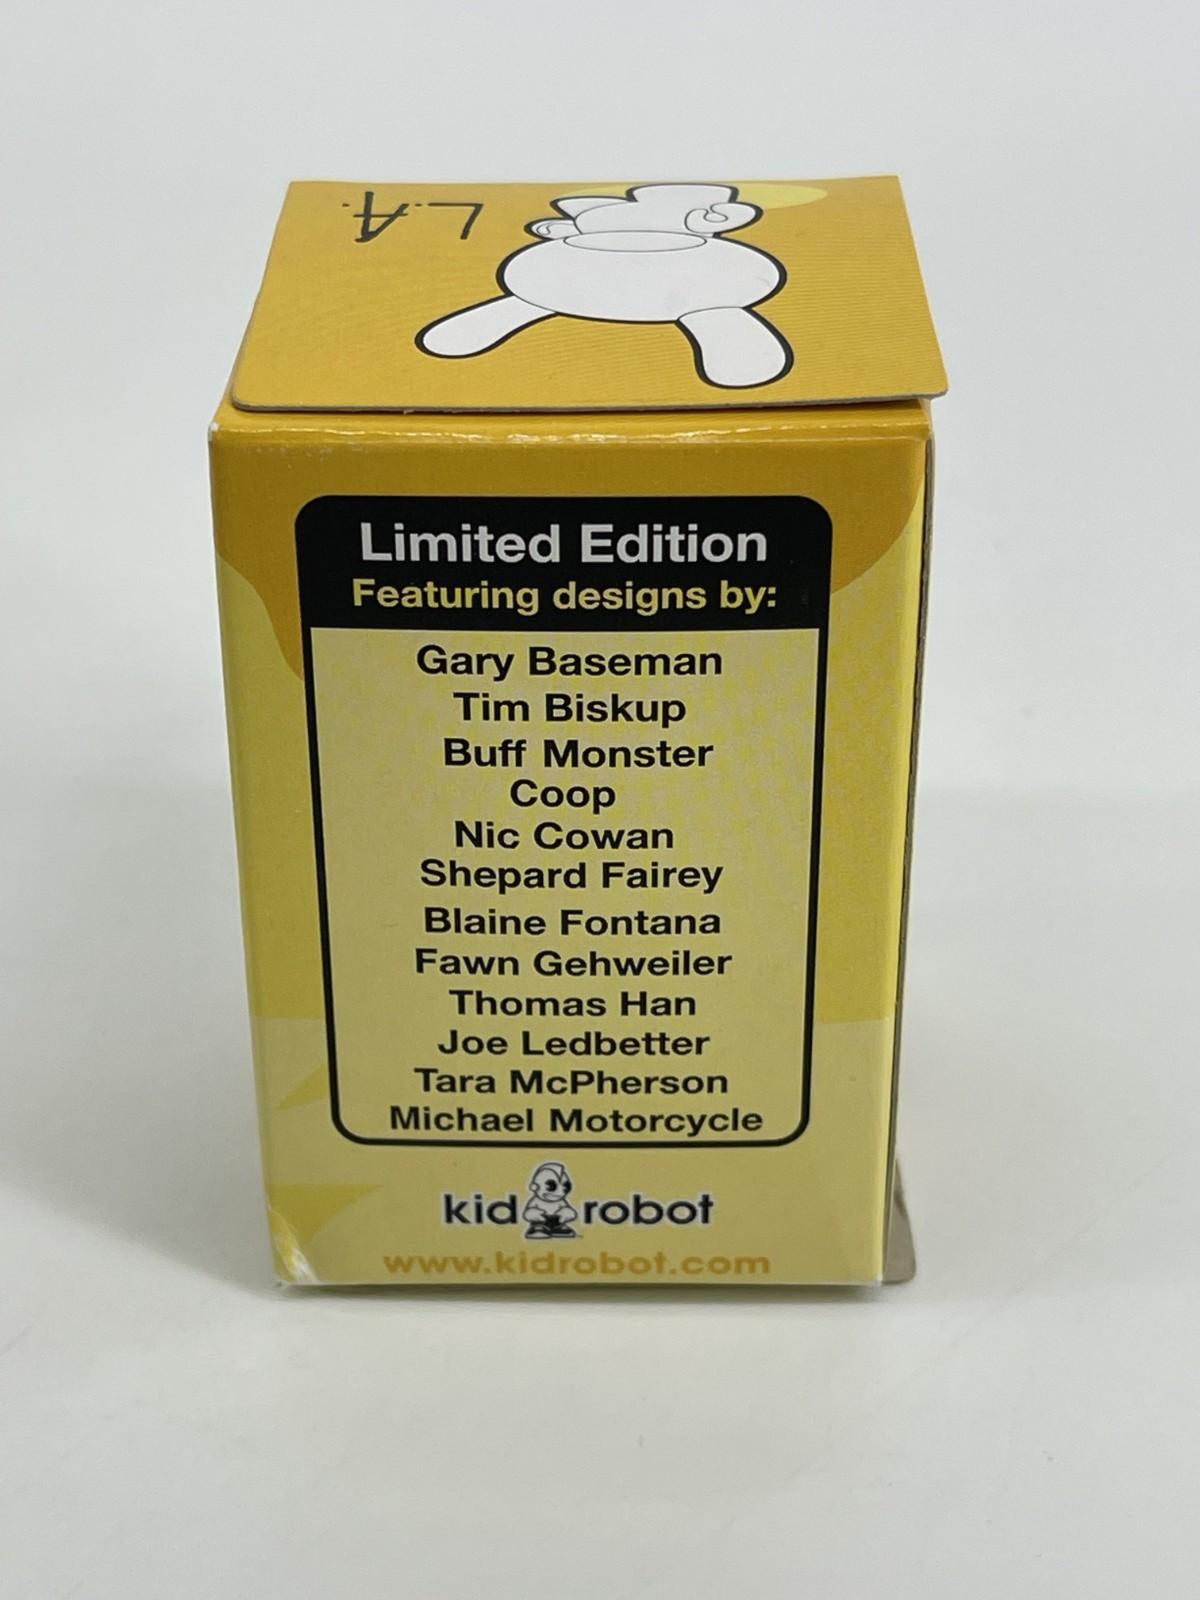 L.A.
Limited Edition
Featuring designs by:
Gary Baseman
Tim Biskup
Buff Monster
Coop
Nic Cowan
Shepard Fairey
Blaine Fontana
Fawn Gehweiler
Thomas Han
Joe Ledbetter
Tara McPherson
Michael Motorcycle
kid robot
www.kidrobot.com